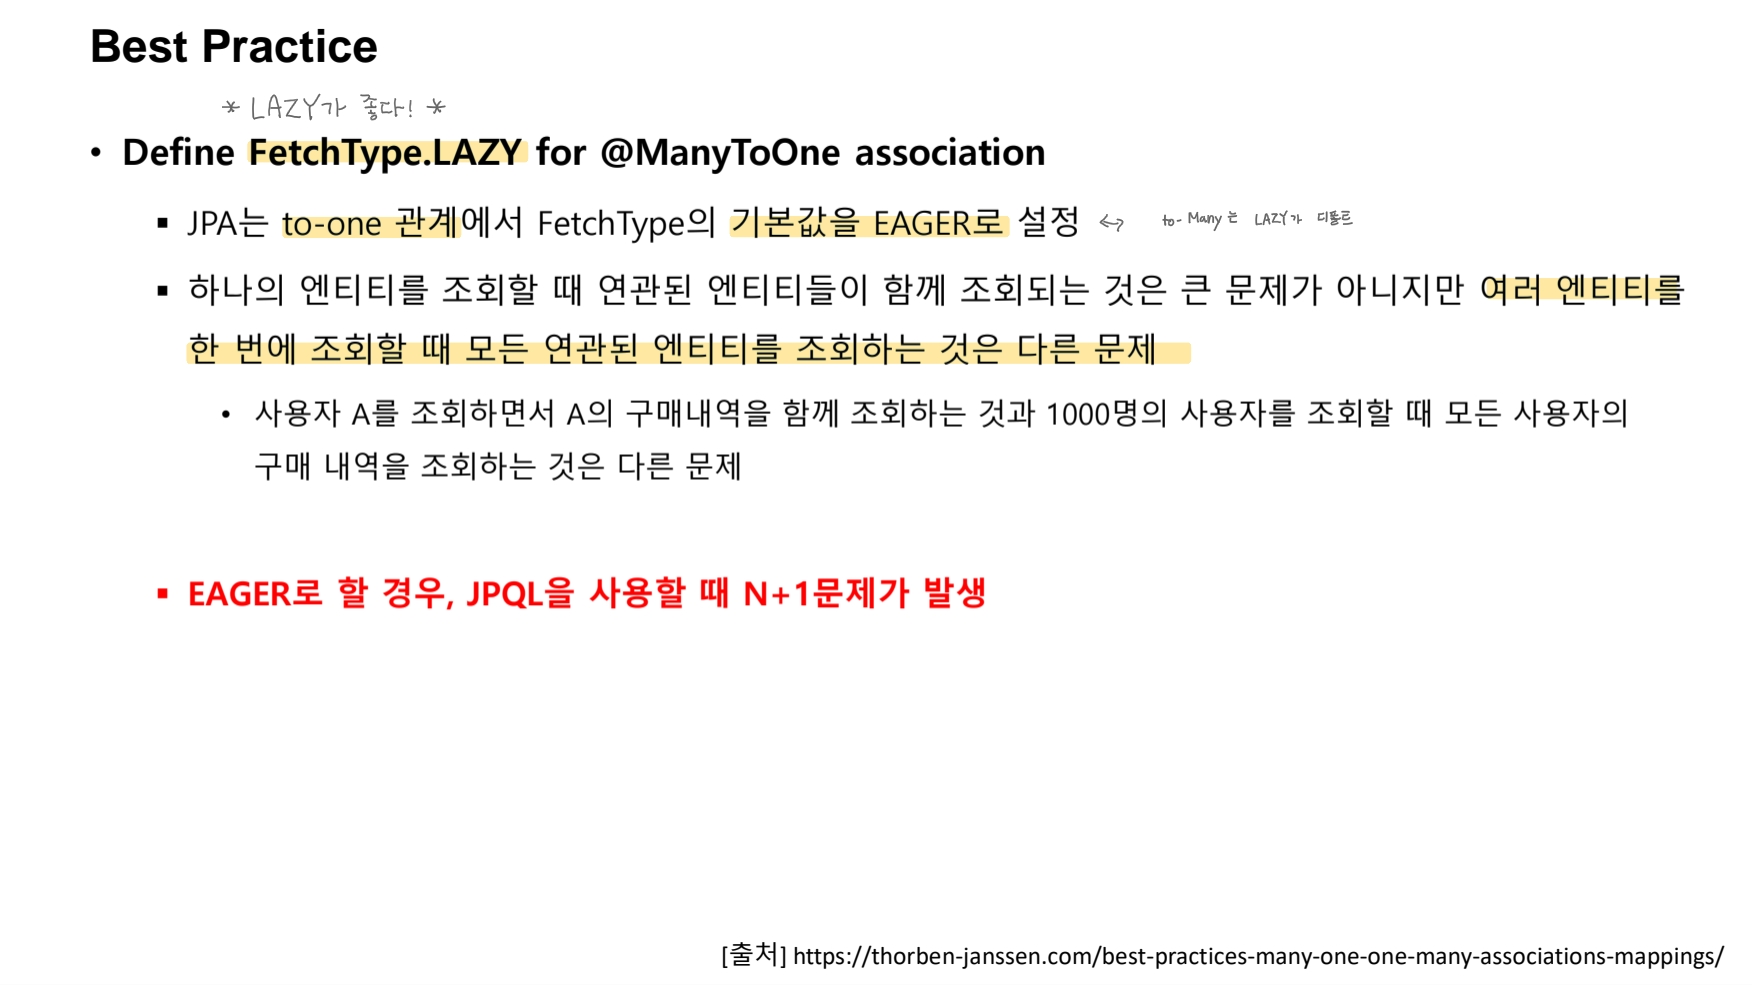 Best Practice
* LAZY가 좋다! *
• Define FetchType.LAZY for @ManyToOne association
▪ JPA는 to-one 관계에서 FetchType의 기본값을 EAGER로 설정 ↔ to-Many는 LAZY가 디폴트
▪ 하나의 엔티티를 조회할 때 연관된 엔티티들이 함께 조회되는 것은 큰 문제가 아니지만 여러 엔티티를
한 번에 조회할 때 모든 연관된 엔티티를 조회하는 것은 다른 문제
• 사용자 A를 조회하면서 A의 구매내역을 함께 조회하는 것과 1000명의 사용자를 조회할 때 모든 사용자의
구매 내역을 조회하는 것은 다른 문제
▪ EAGER로 할 경우, JPQL을 사용할 때 N+1문제가 발생
[출처] https://thorben-janssen.com/best-practices-many-one-one-many-associations-mappings/